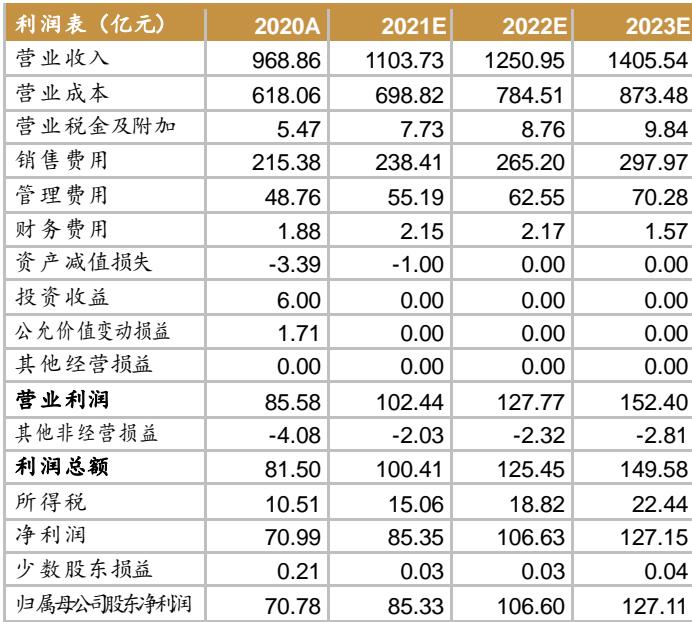 利润表（亿元） 2020A 2021E 2022E 2023E
营业收入 968.86 1103.73 1250.95 1405.54
营业成本 618.06 698.82 784.51 873.48
营业税金及附加 5.47 7.73 8.76 9.84
销售费用 215.38 238.41 265.20 297.97
管理费用 48.76 55.19 62.55 70.28
财务费用 1.88 2.15 2.17 1.57
资产减值损失 -3.39 -1.00 0.00 0.00
投资收益 6.00 0.00 0.00 0.00
公允价值变动损益 1.71 0.00 0.00 0.00
其他经营损益 0.00 0.00 0.00 0.00
营业利润 85.58 102.44 127.77 152.40
其他非经营损益 -4.08 -2.03 -2.32 -2.81
利润总额 81.50 100.41 125.45 149.58
所得税 10.51 15.06 18.82 22.44
净利润 70.99 85.35 106.63 127.15
少数股东损益 0.21 0.03 0.03 0.04
归属母公司股东净利润 70.78 85.33 106.60 127.11